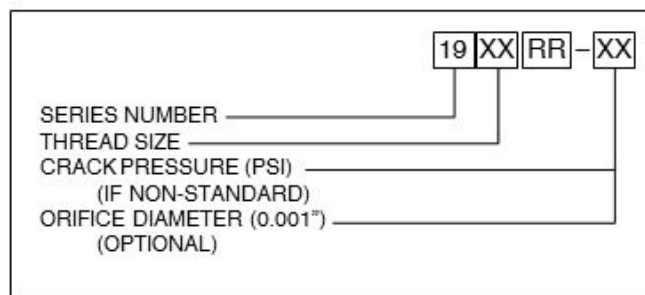 19 XX RR – XX
SERIES NUMBER
THREAD SIZE
CRACK PRESSURE (PSI)
(IF NON-STANDARD)
ORIFICE DIAMETER (0.001")
(OPTIONAL)